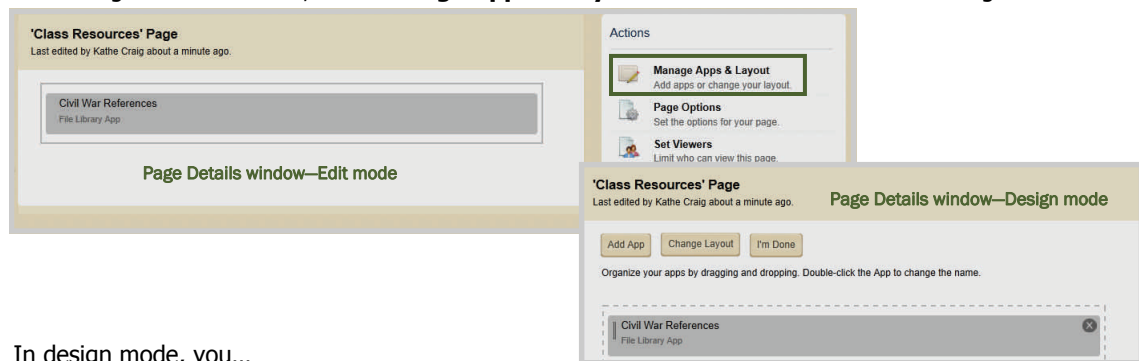 'Class Resources' Page
Last edited by Kathe Craig about a minute ago.
Civil War References
File Library App
Page Details window—Edit mode
Actions
Manage Apps & Layout
Add apps or change your layout.
Page Options
Set the options for your page.
Set Viewers
Limit who can view this page.
'Class Resources' Page
Last edited by Kathe Craig about a minute ago.
Page Details window—Design mode
Add App Change Layout I'm Done
Organize your apps by dragging and dropping. Double-click the App to change the name.
Civil War References
File Library App
In design mode, you...